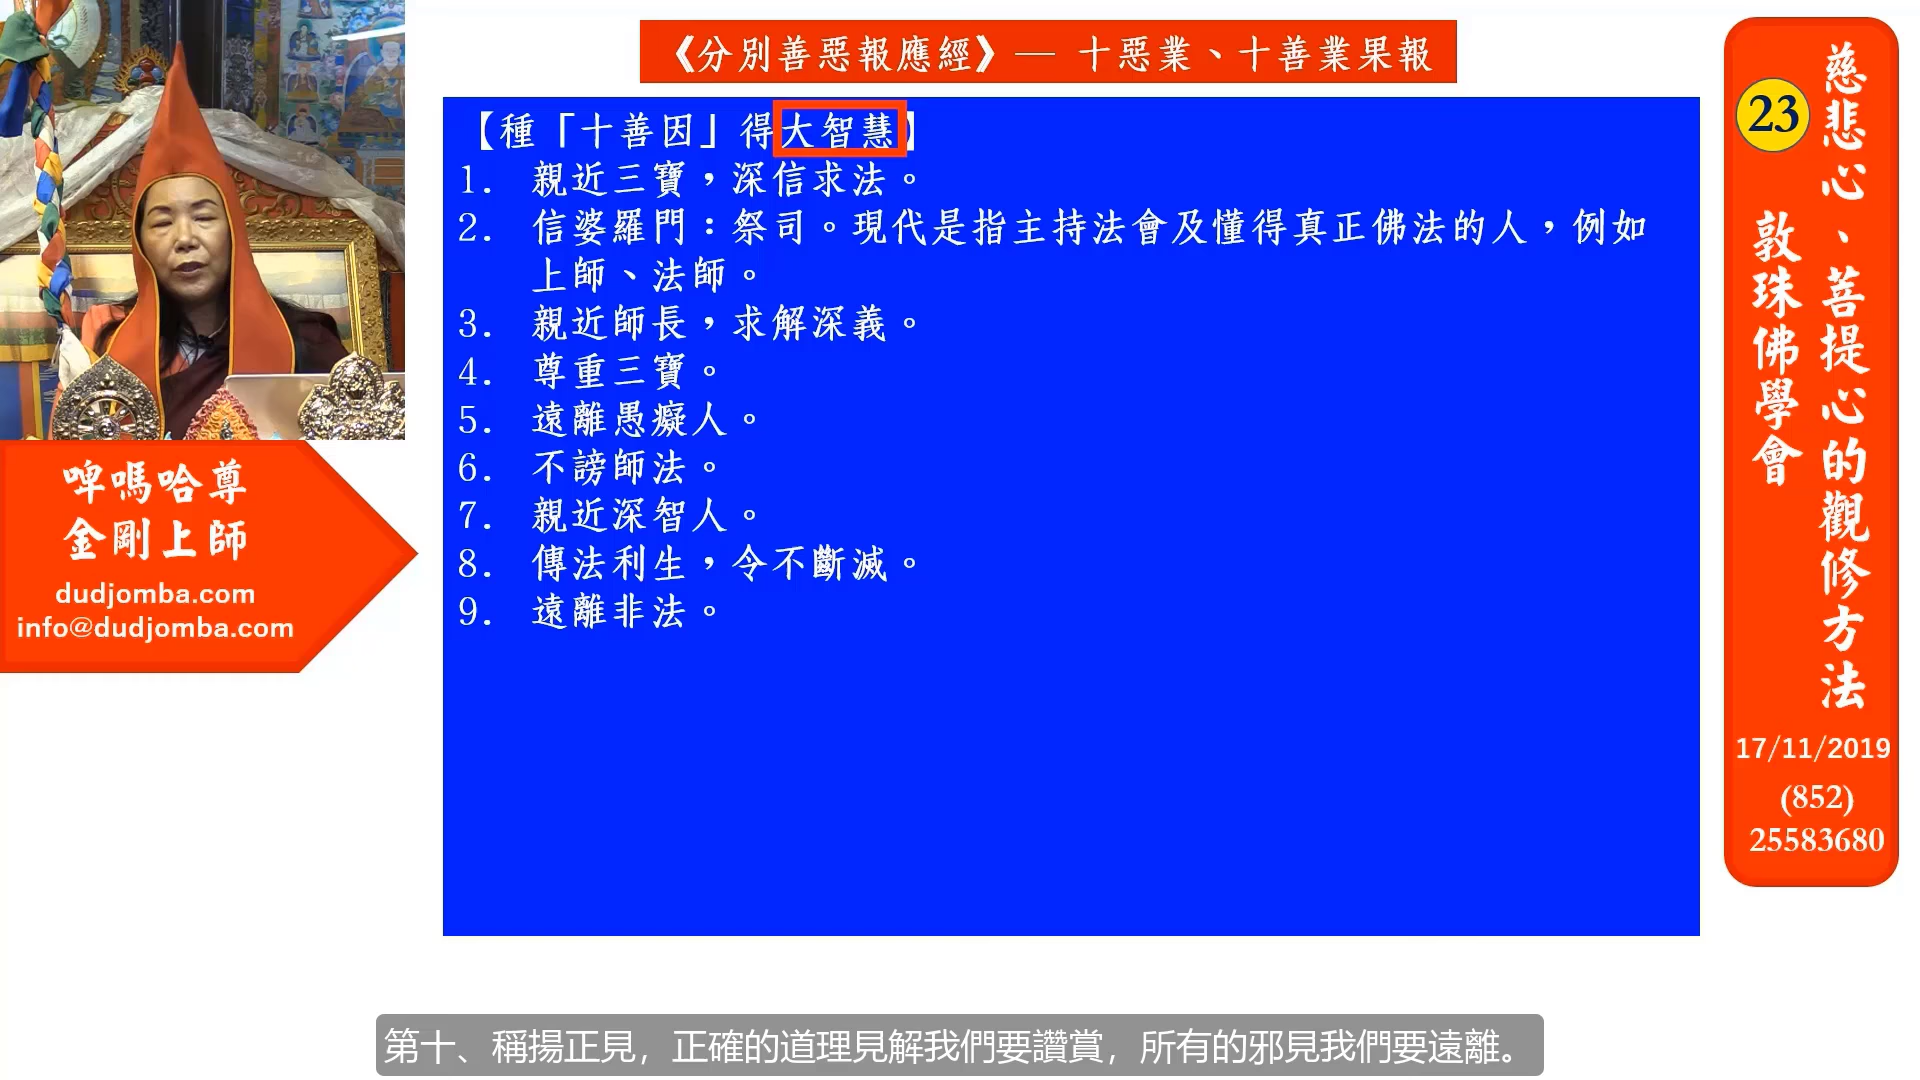 《分別善惡報應經》— 十惡業、十善業果報
【種「十善因」得大智慧】
1. 親近三寶，深信求法。
2. 信婆羅門：祭司。現代是指主持法會及懂得真正佛法的人，例如
上師、法師。
3. 親近師長，求解深義。
4. 尊重三寶。
5. 遠離愚癡人。
6. 不謗師法。
7. 親近深智人。
8. 傳法利生，令不斷滅。
9. 遠離非法。
啤嗎哈尊
金剛上師
dudjomba.com
info@dudjomba.com
慈悲心、菩提心的觀修方法
23
敦珠佛學會
17/11/2019
(852)
25583680
第十、稱揚正見，正確的道理見解我們要讚賞，所有的邪見我們要遠離。